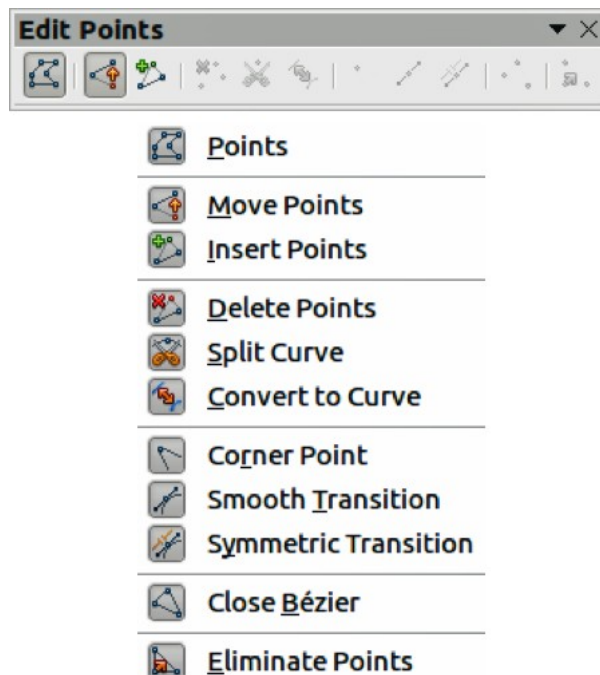 Edit Points
Points
Move Points
Insert Points
Delete Points
Split Curve
Convert to Curve
Corner Point
Smooth Transition
Symmetric Transition
Close Bézier
Eliminate Points